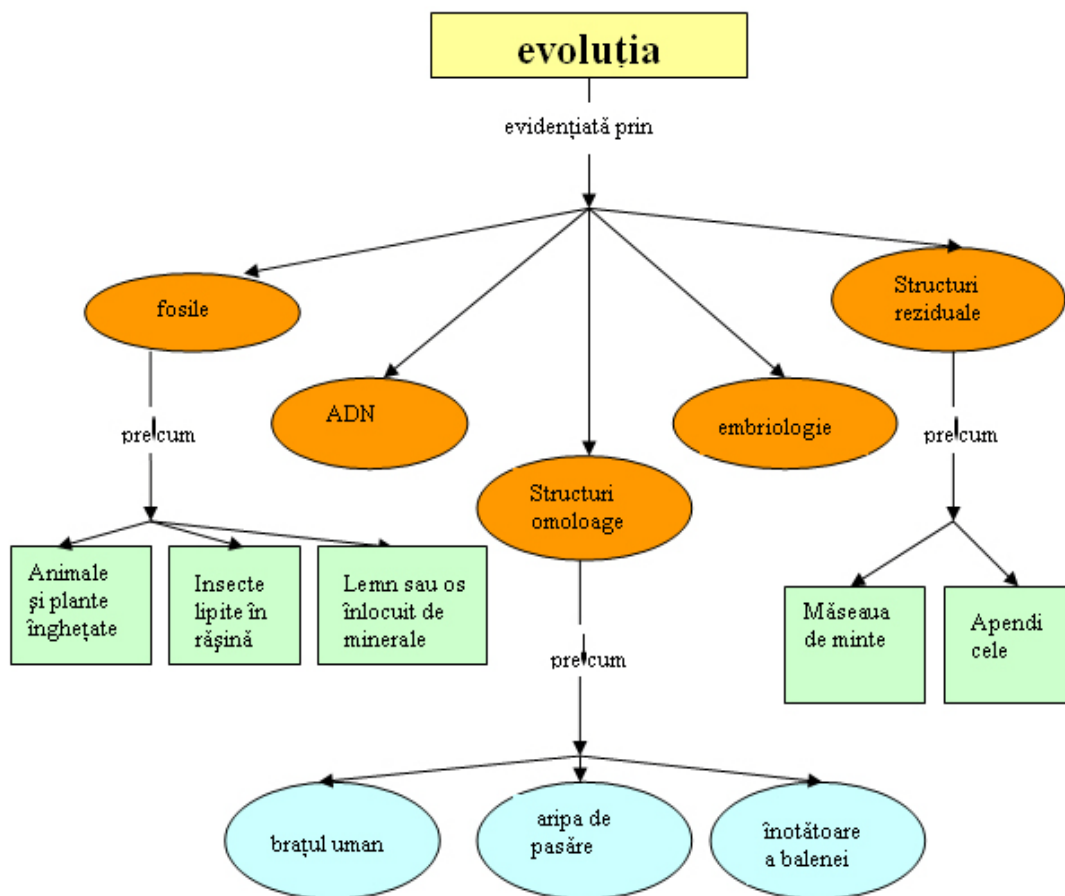 evoluția
evidențiată prin
fosile
ADN
Structuri
omoloage
embriologie
Structuri
reziduale
precum
precum
Animale
și plante
înghețate
Insecte
lipite în
rășină
Lemn sau os
înlocuit de
minerale
Măseaua
de minte
Apendi
cele
precum
brațul uman
aripa de
pasăre
înotătoare
a balenei